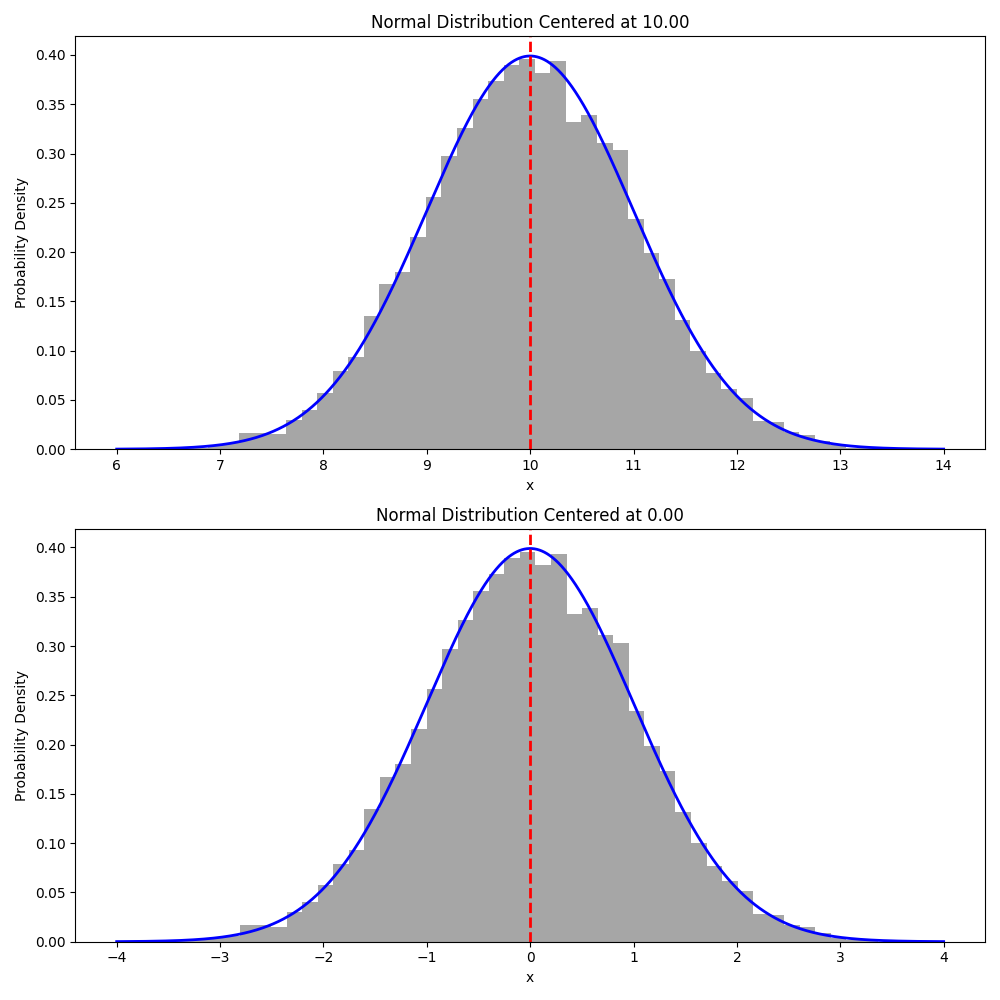 Normal Distribution Centered at 10.00
0.40
0.35
0.30
0.25
0.20
0.15
0.10
0.05
0.00
Probability Density
6 7 8 9 10 11 12 13 14
x
Normal Distribution Centered at 0.00
0.40
0.35
0.30
0.25
0.20
0.15
0.10
0.05
0.00
Probability Density
−4 −3 −2 −1 0 1 2 3 4
x